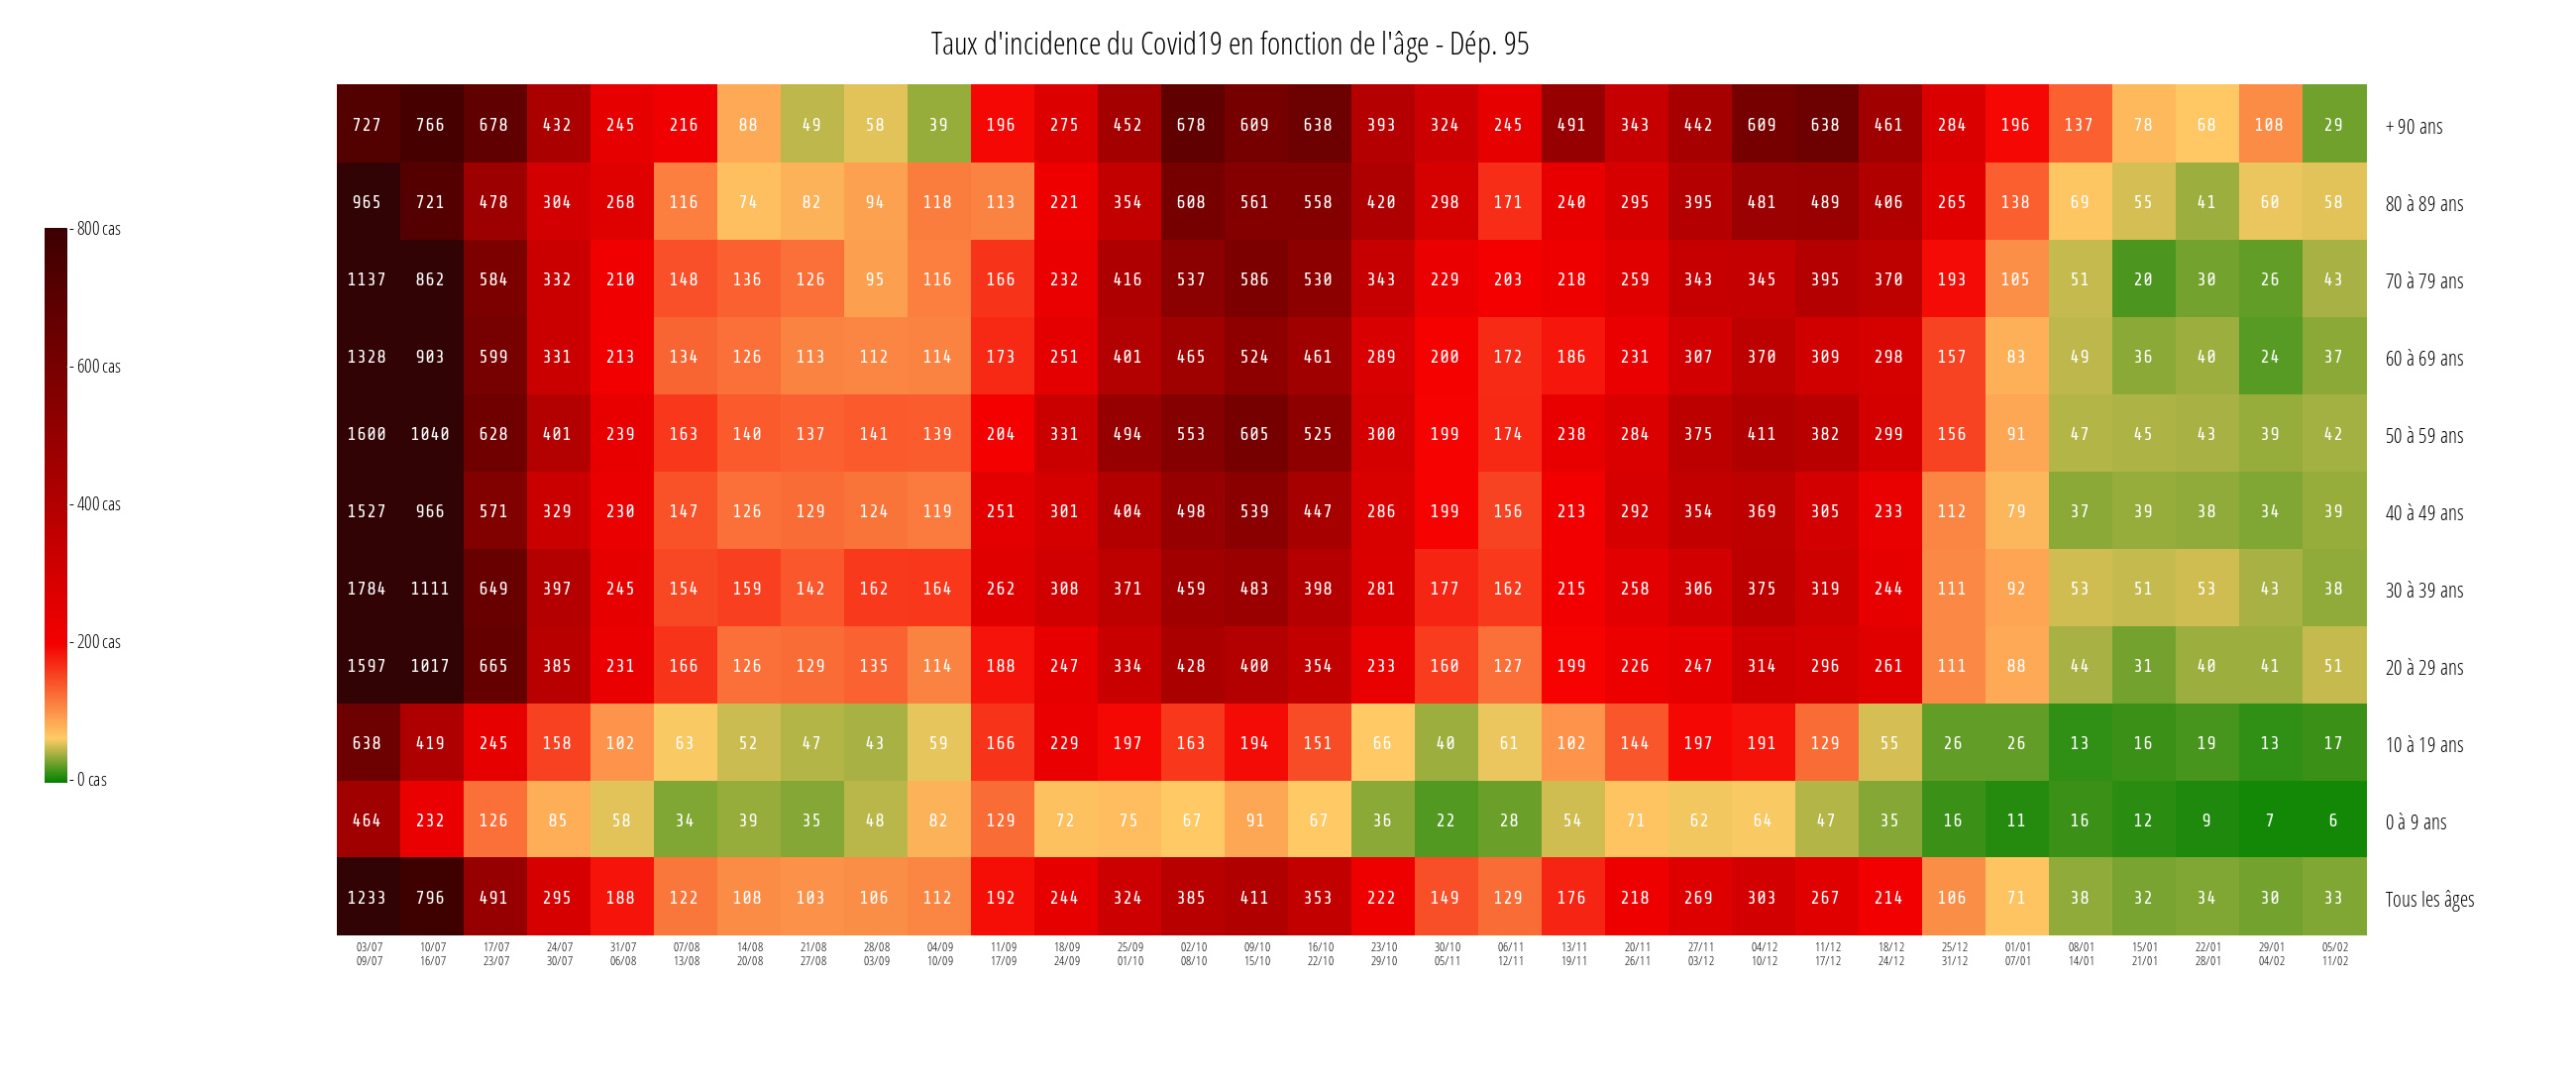 Taux d'incidence du Covid19 en fonction de l'âge - Dép. 95
727 766 678 432 245 216 88 49 58 39 196 275 452 678 609 638 393 324 245 491 343 442 609 638 461 284 196 137 78 68 108 29 + 90 ans
965 721 478 304 268 116 74 82 94 118 113 221 354 608 561 558 420 298 171 240 295 395 481 489 406 265 138 69 55 41 60 58 80 à 89 ans
- 800 cas
1137 862 584 332 210 148 136 126 95 116 166 232 416 537 586 530 343 229 203 218 259 343 345 395 370 193 105 51 20 30 26 43 70 à 79 ans
1328 903 599 331 213 134 126 113 112 114 173 251 401 465 524 461 289 200 172 186 231 307 370 309 298 157 83 49 36 40 24 37 60 à 69 ans
- 600 cas
1600 1040 628 401 239 163 140 137 141 139 204 331 494 553 605 525 300 199 174 238 284 375 411 382 299 156 91 47 45 43 39 42 50 à 59 ans
- 400 cas
1527 966 571 329 230 147 126 129 124 119 251 301 404 498 539 447 286 199 156 213 292 354 369 305 233 112 79 37 39 38 34 39 40 à 49 ans
1784 1111 649 397 245 154 159 142 162 164 262 308 371 459 483 398 281 177 162 215 258 306 375 319 244 111 92 53 51 53 43 38 30 à 39 ans
- 200 cas
1597 1017 665 385 231 166 126 129 135 114 188 247 334 428 400 354 233 160 127 199 226 247 314 296 261 111 88 44 31 40 41 51 20 à 29 ans
638 419 245 158 102 63 52 47 43 59 166 229 197 163 194 151 66 40 61 102 144 197 191 129 55 26 26 13 16 19 13 17 10 à 19 ans
- 0 cas
464 232 126 85 58 34 39 35 48 82 129 72 75 67 91 67 36 22 28 54 71 62 64 47 35 16 11 16 12 9 7 6 0 à 9 ans
1233 796 491 295 188 122 108 103 106 112 192 244 324 385 411 353 222 149 129 176 218 269 303 267 214 106 71 38 32 34 30 33 Tous les âges
03/07 10/07 17/07 24/07 31/07 07/08 14/08 21/08 28/08 04/09 11/09 18/09 25/09 02/10 09/10 16/10 23/10 30/10 06/11 13/11 20/11 27/11 04/12 11/12 18/12 25/12 01/01 08/01 15/01 22/01 29/01 05/02
09/07 16/07 23/07 30/07 06/08 13/08 20/08 27/08 03/09 10/09 17/09 24/09 01/10 08/10 15/10 22/10 29/10 05/11 12/11 19/11 26/11 03/12 10/12 17/12 24/12 31/12 07/01 14/01 21/01 28/01 04/02 11/02